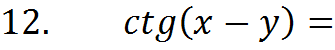 12. ctg(x − y) =